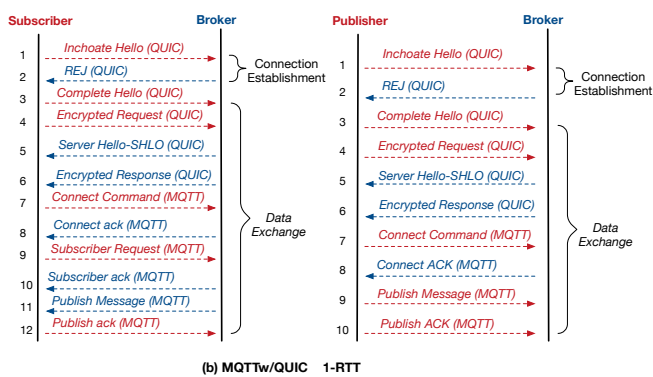 Subscriber Broker
1 Inchoate Hello (QUIC)
2 REJ (QUIC)
Connection
Establishment
3 Complete Hello (QUIC)
4 Encrypted Request (QUIC)
5 Server Hello-SHLO (QUIC)
6 Encrypted Response (QUIC)
7 Connect Command (MQTT)
8 Connect ack (MQTT)
9 Subscriber Request (MQTT)
10 Subscriber ack (MQTT)
11 Publish Message (MQTT)
12 Publish ack (MQTT)
Data
Exchange
Publisher Broker
1 Inchoate Hello (QUIC)
2 REJ (QUIC)
Connection
Establishment
3 Complete Hello (QUIC)
4 Encrypted Request (QUIC)
5 Server Hello-SHLO (QUIC)
6 Encrypted Response (QUIC)
7 Connect Command (MQTT)
8 Connect ACK (MQTT)
9 Publish Message (MQTT)
10 Publish ACK (MQTT)
Data
Exchange
(b) MQTTw/QUIC 1-RTT